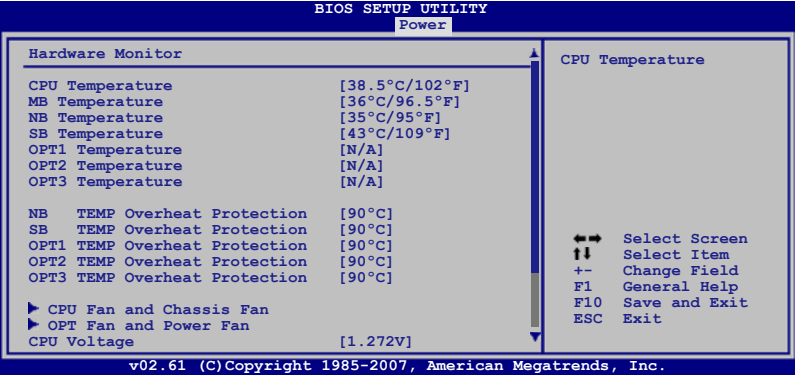 BIOS SETUP UTILITY
Power
Hardware Monitor
CPU Temperature [38.5°C/102°F]
MB Temperature [36°C/96.5°F]
NB Temperature [35°C/95°F]
SB Temperature [43°C/109°F]
OPT1 Temperature [N/A]
OPT2 Temperature [N/A]
OPT3 Temperature [N/A]
NB TEMP Overheat Protection [90°C]
SB TEMP Overheat Protection [90°C]
OPT1 TEMP Overheat Protection [90°C]
OPT2 TEMP Overheat Protection [90°C]
OPT3 TEMP Overheat Protection [90°C]
CPU Fan and Chassis Fan
OPT Fan and Power Fan
CPU Voltage [1.272V]
CPU Temperature
←→ Select Screen
↑↓ Select Item
+- Change Field
F1 General Help
F10 Save and Exit
ESC Exit
v02.61 (C)Copyright 1985-2007, American Megatrends, Inc.